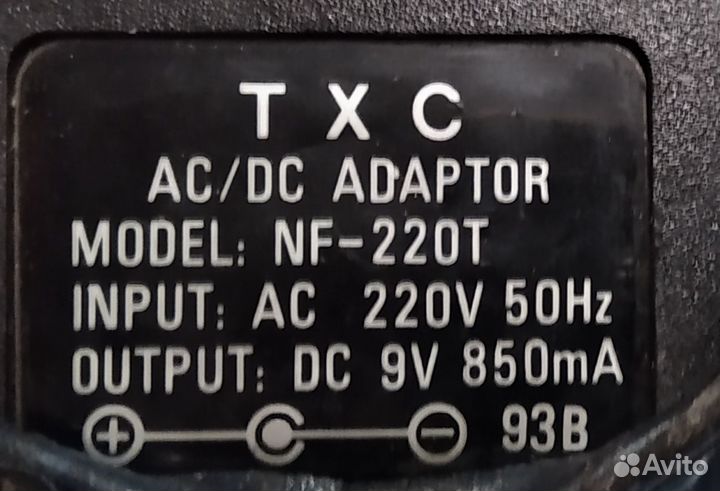 TXC
AC/DC ADAPTOR
MODEL: NF-220T
INPUT: AC 220V 50Hz
OUTPUT: DC 9V 850mA
+ − 93B
Avito